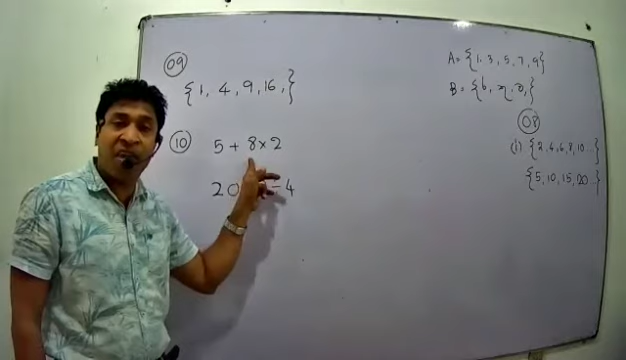 09
{1, 4, 9, 16, }
10
5 + 8 × 2
20 ÷ 4
A = {1, 3, 5, 7, 9}
08
(i) {2, 4, 6, 8, 10 ...}
{5, 10, 15, 20 ..}